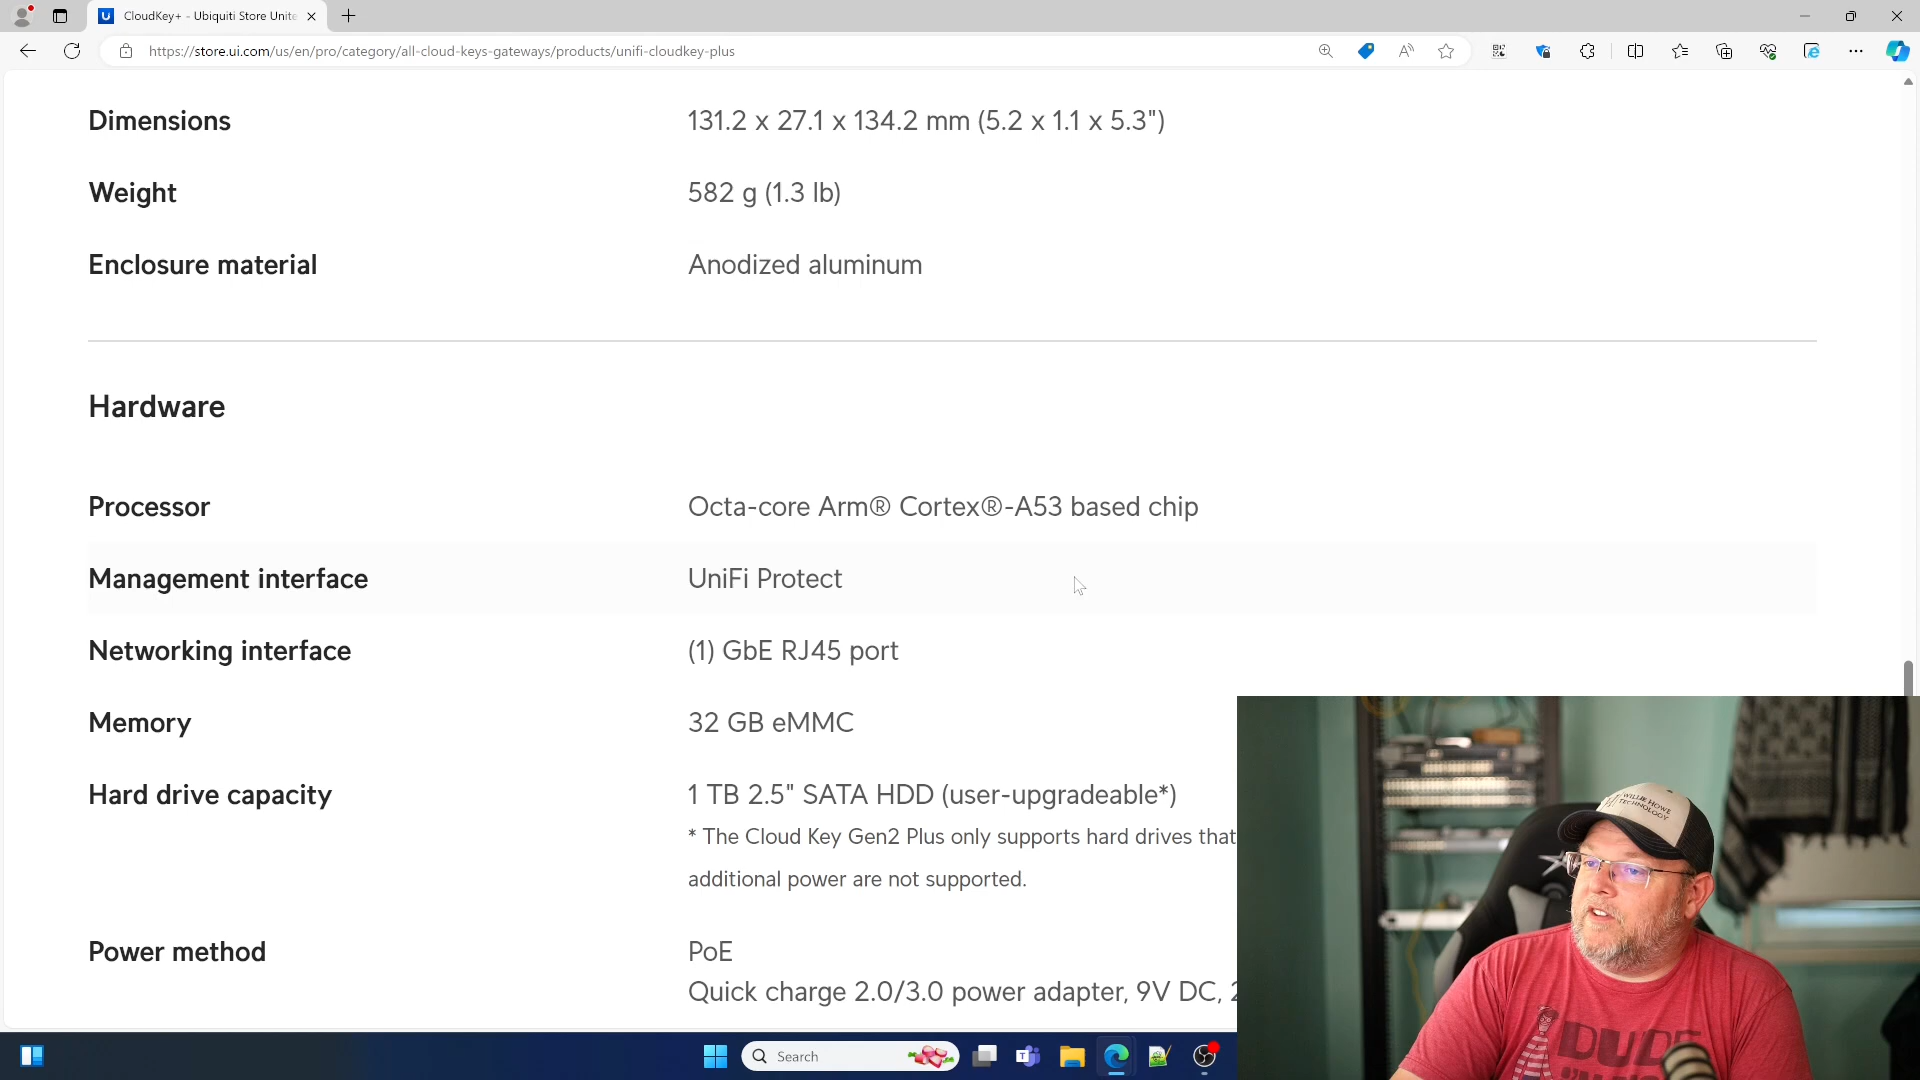 CloudKey+ - Ubiquiti Store Unite
https://store.ui.com/us/en/pro/category/all-cloud-keys-gateways/products/unifi-cloudkey-plus
Dimensions 131.2 x 27.1 x 134.2 mm (5.2 x 1.1 x 5.3")
Weight 582 g (1.3 lb)
Enclosure material Anodized aluminum
Hardware
Processor Octa-core Arm® Cortex®-A53 based chip
Management interface UniFi Protect
Networking interface (1) GbE RJ45 port
Memory 32 GB eMMC
Hard drive capacity 1 TB 2.5" SATA HDD (user-upgradeable*)
* The Cloud Key Gen2 Plus only supports hard drives that
additional power are not supported.
Power method PoE
Quick charge 2.0/3.0 power adapter, 9V DC,
WILLIE HOWE
TECHNOLOGY
DUDE
Search